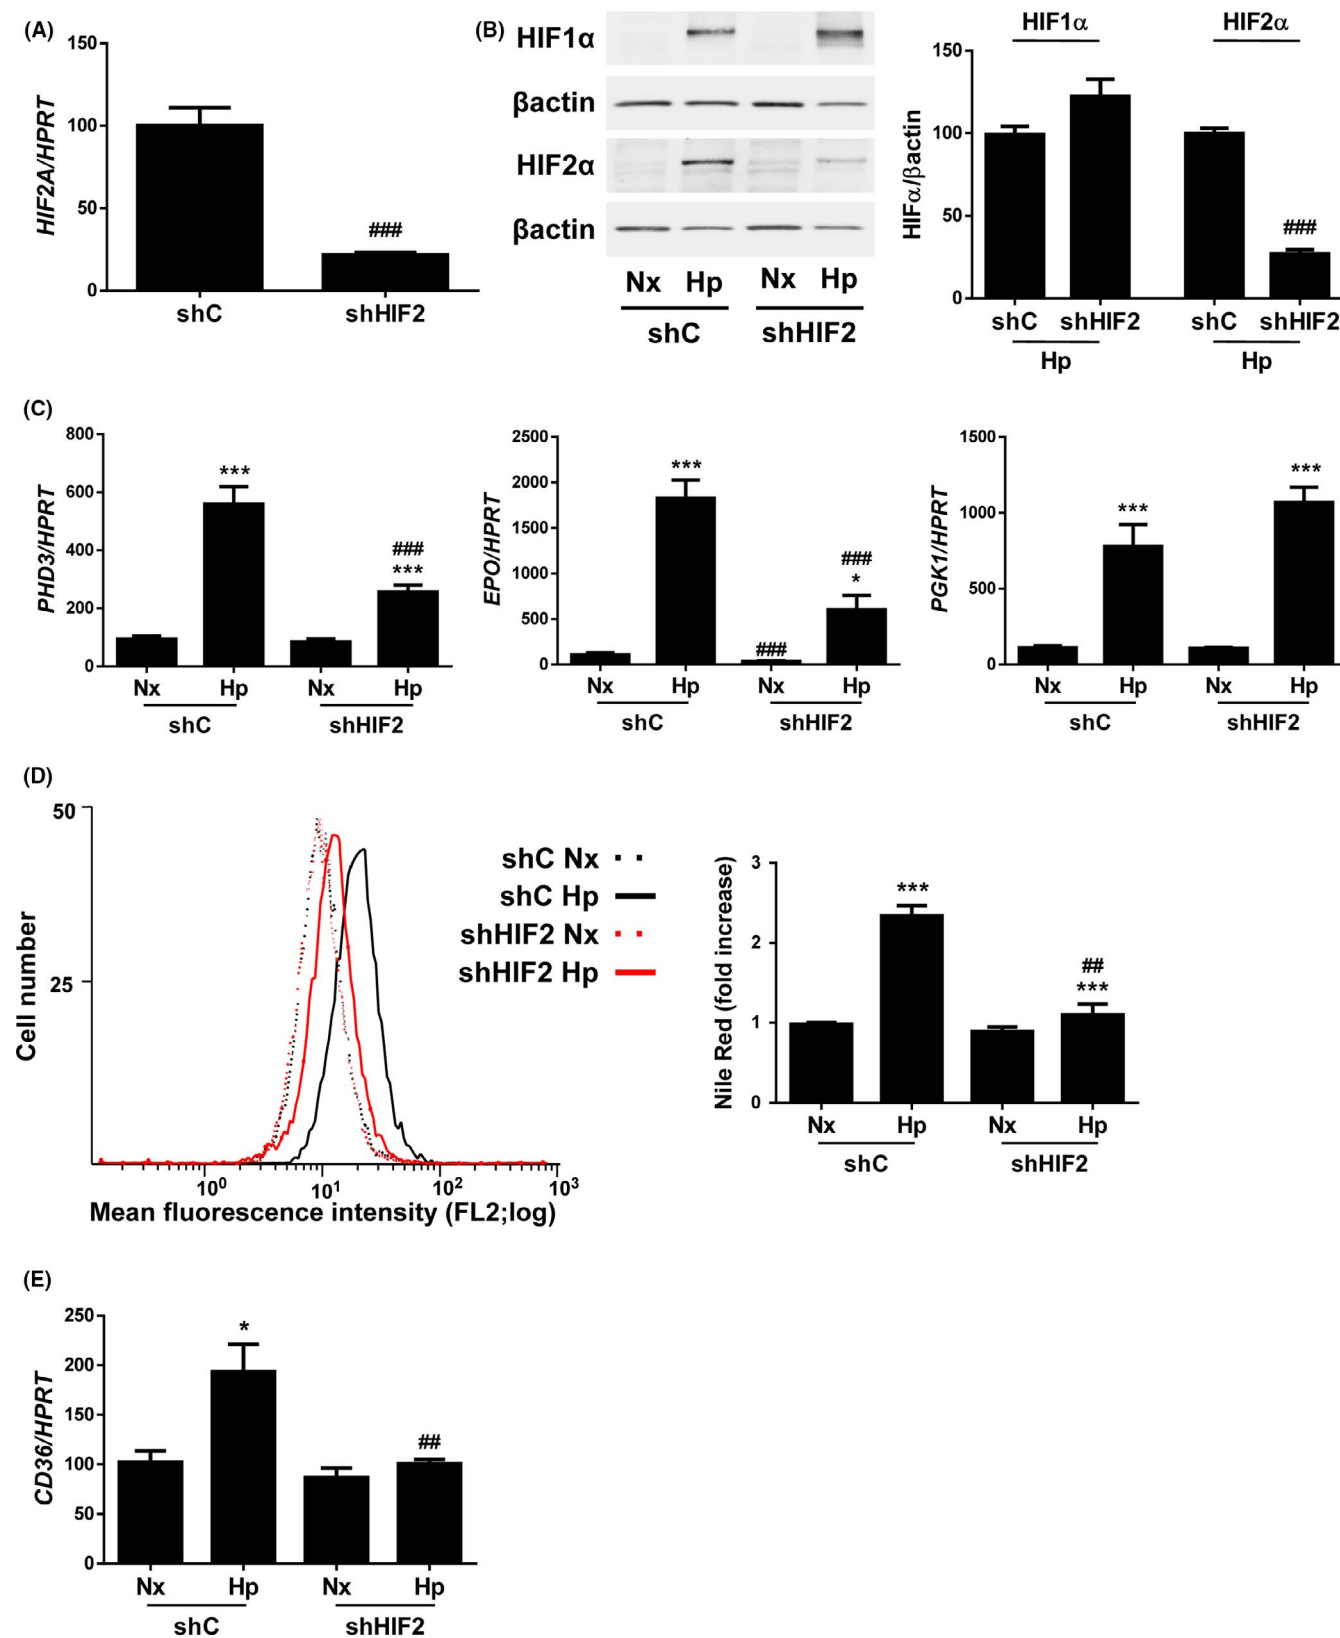 (A)
150
100
50
0
HIF2A/HPRT
###
shC shHIF2
(B)
HIF1α
βactin
HIF2α
βactin
Nx Hp Nx Hp
shC shHIF2
HIF1α HIF2α
150
100
50
0
HIFα/βactin
###
shC shHIF2 shC shHIF2
Hp Hp
(C)
800
600
400
200
0
PHD3/HPRT
***
###
***
Nx Hp Nx Hp
shC shHIF2
2500
2000
1500
1000
500
0
EPO/HPRT
***
###
###
*
Nx Hp Nx Hp
shC shHIF2
1500
1000
500
0
PGK1/HPRT
***
***
Nx Hp Nx Hp
shC shHIF2
(D)
50
25
Cell number
10⁰ 10¹ 10² 10³
Mean fluorescence intensity (FL2;log)
shC Nx
shC Hp
shHIF2 Nx
shHIF2 Hp
3
2
1
0
Nile Red (fold increase)
***
##
***
Nx Hp Nx Hp
shC shHIF2
(E)
250
200
150
100
50
0
CD36/HPRT
*
##
Nx Hp Nx Hp
shC shHIF2